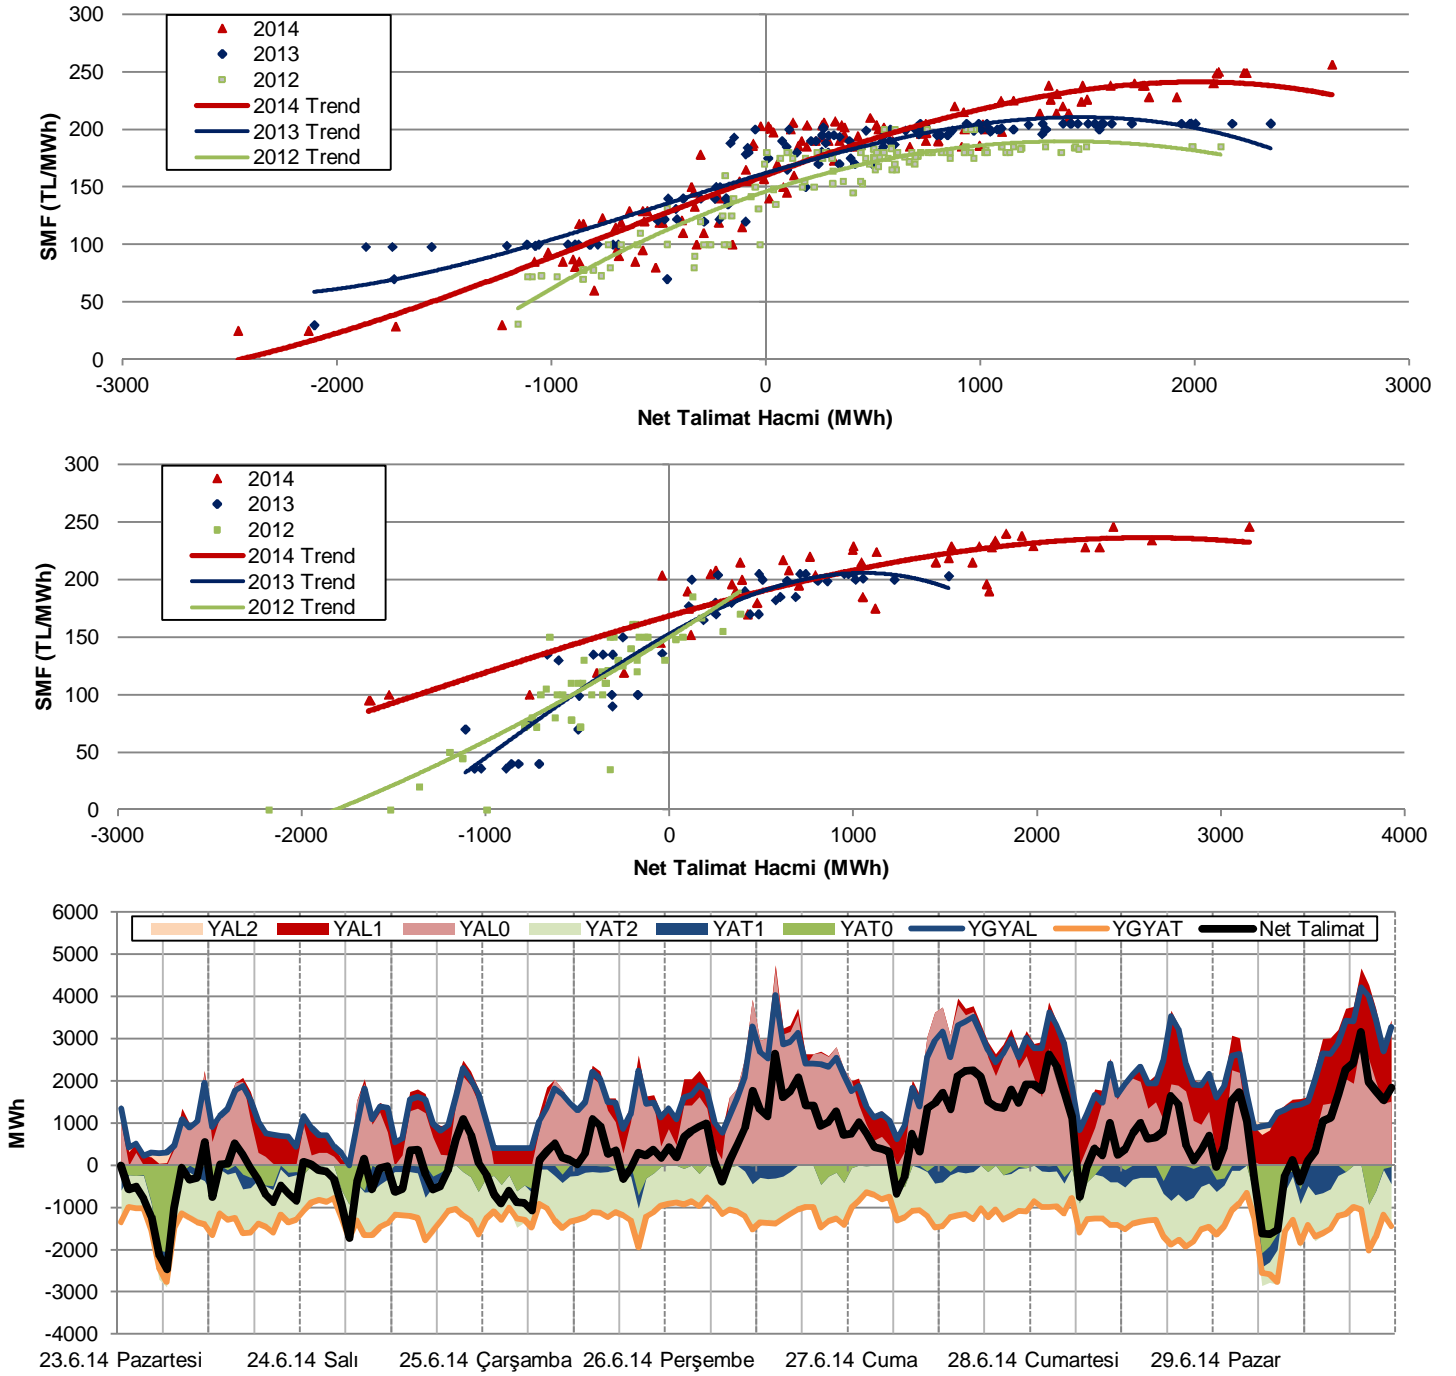 300
250
200
150
100
50
0
SMF (TL/MWh)
2014
2013
2012
2014 Trend
2013 Trend
2012 Trend
-3000 -2000 -1000 0 1000 2000 3000
Net Talimat Hacmi (MWh)
300
250
200
150
100
50
0
SMF (TL/MWh)
2014
2013
2012
2014 Trend
2013 Trend
2012 Trend
-3000 -2000 -1000 0 1000 2000 3000 4000
Net Talimat Hacmi (MWh)
6000
5000
4000
3000
2000
1000
0
-1000
-2000
-3000
-4000
MWh
YAL2 YAL1 YAL0 YAT2 YAT1 YAT0 YGYAL YGYAT Net Talimat
23.6.14 Pazartesi 24.6.14 Salı 25.6.14 Çarşamba 26.6.14 Perşembe 27.6.14 Cuma 28.6.14 Cumartesi 29.6.14 Pazar